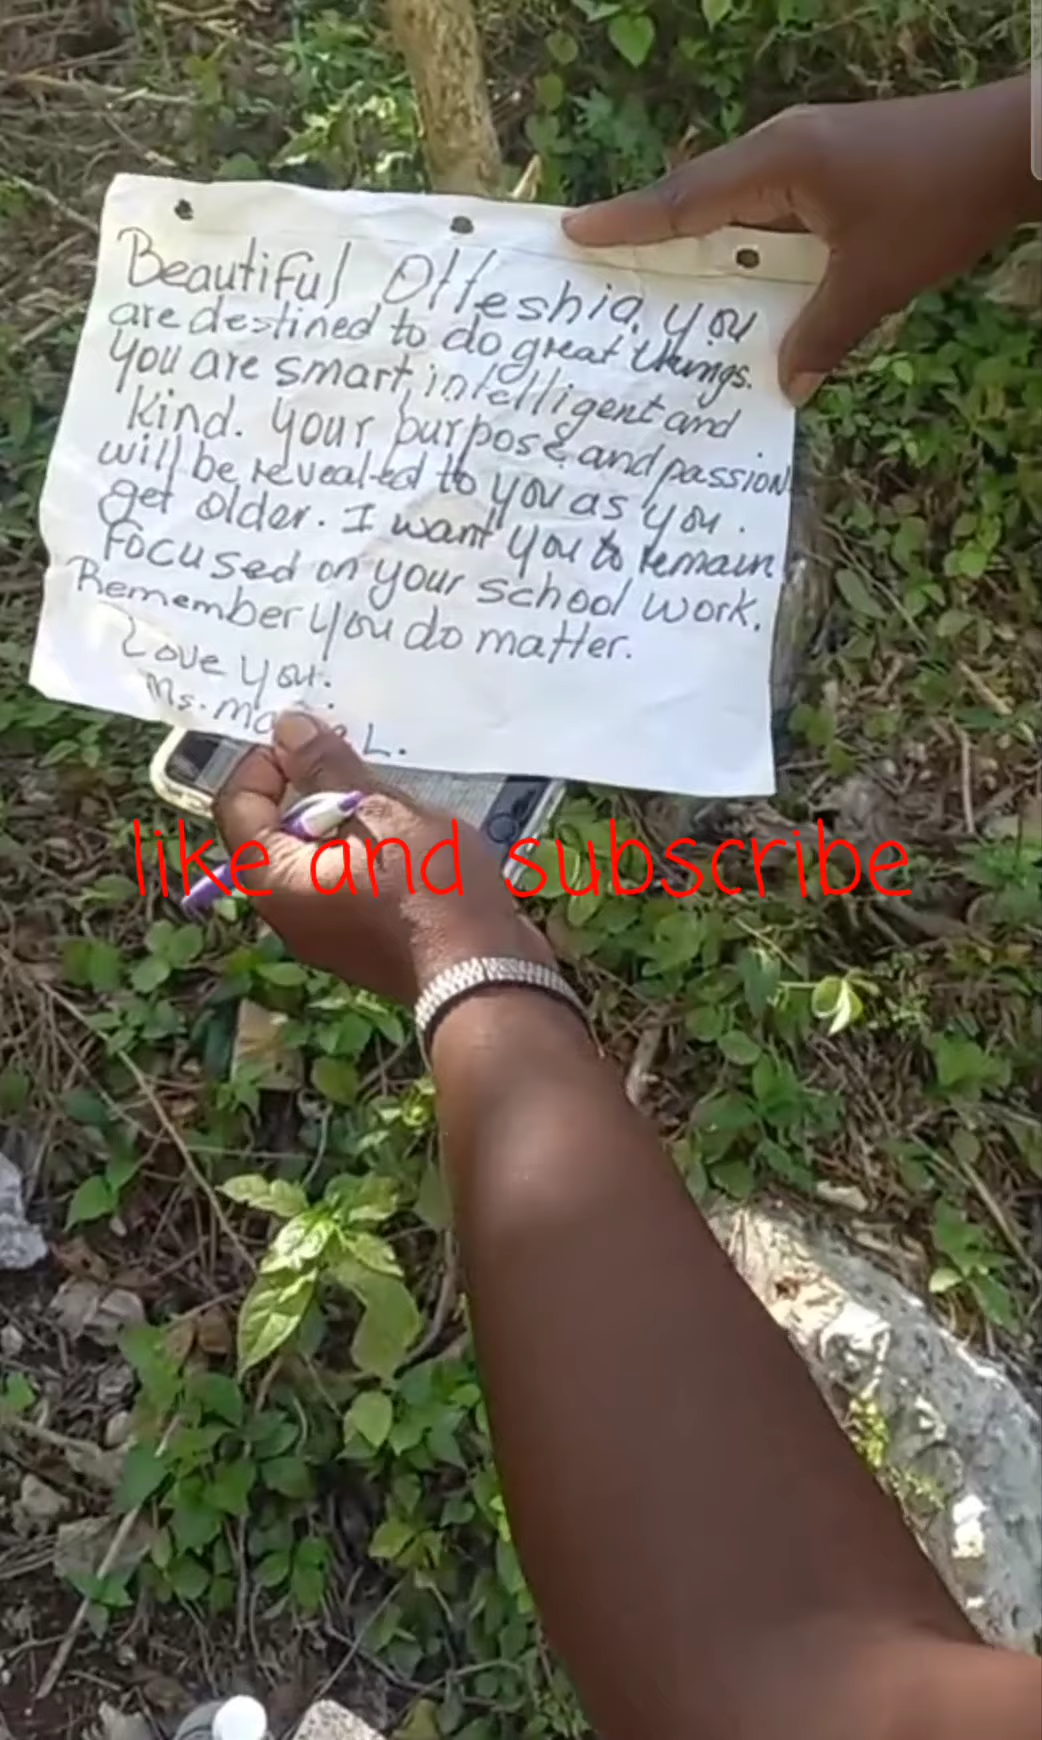 Beautiful Offeshia, you
are destined to do great things.
You are smart, intelligent and
kind. Your purpose and passion
will be revealed to you as you.
get older. I want you to remain
focused on your school work.
Remember you do matter.
Love you.
Ms. L.
like and subscribe